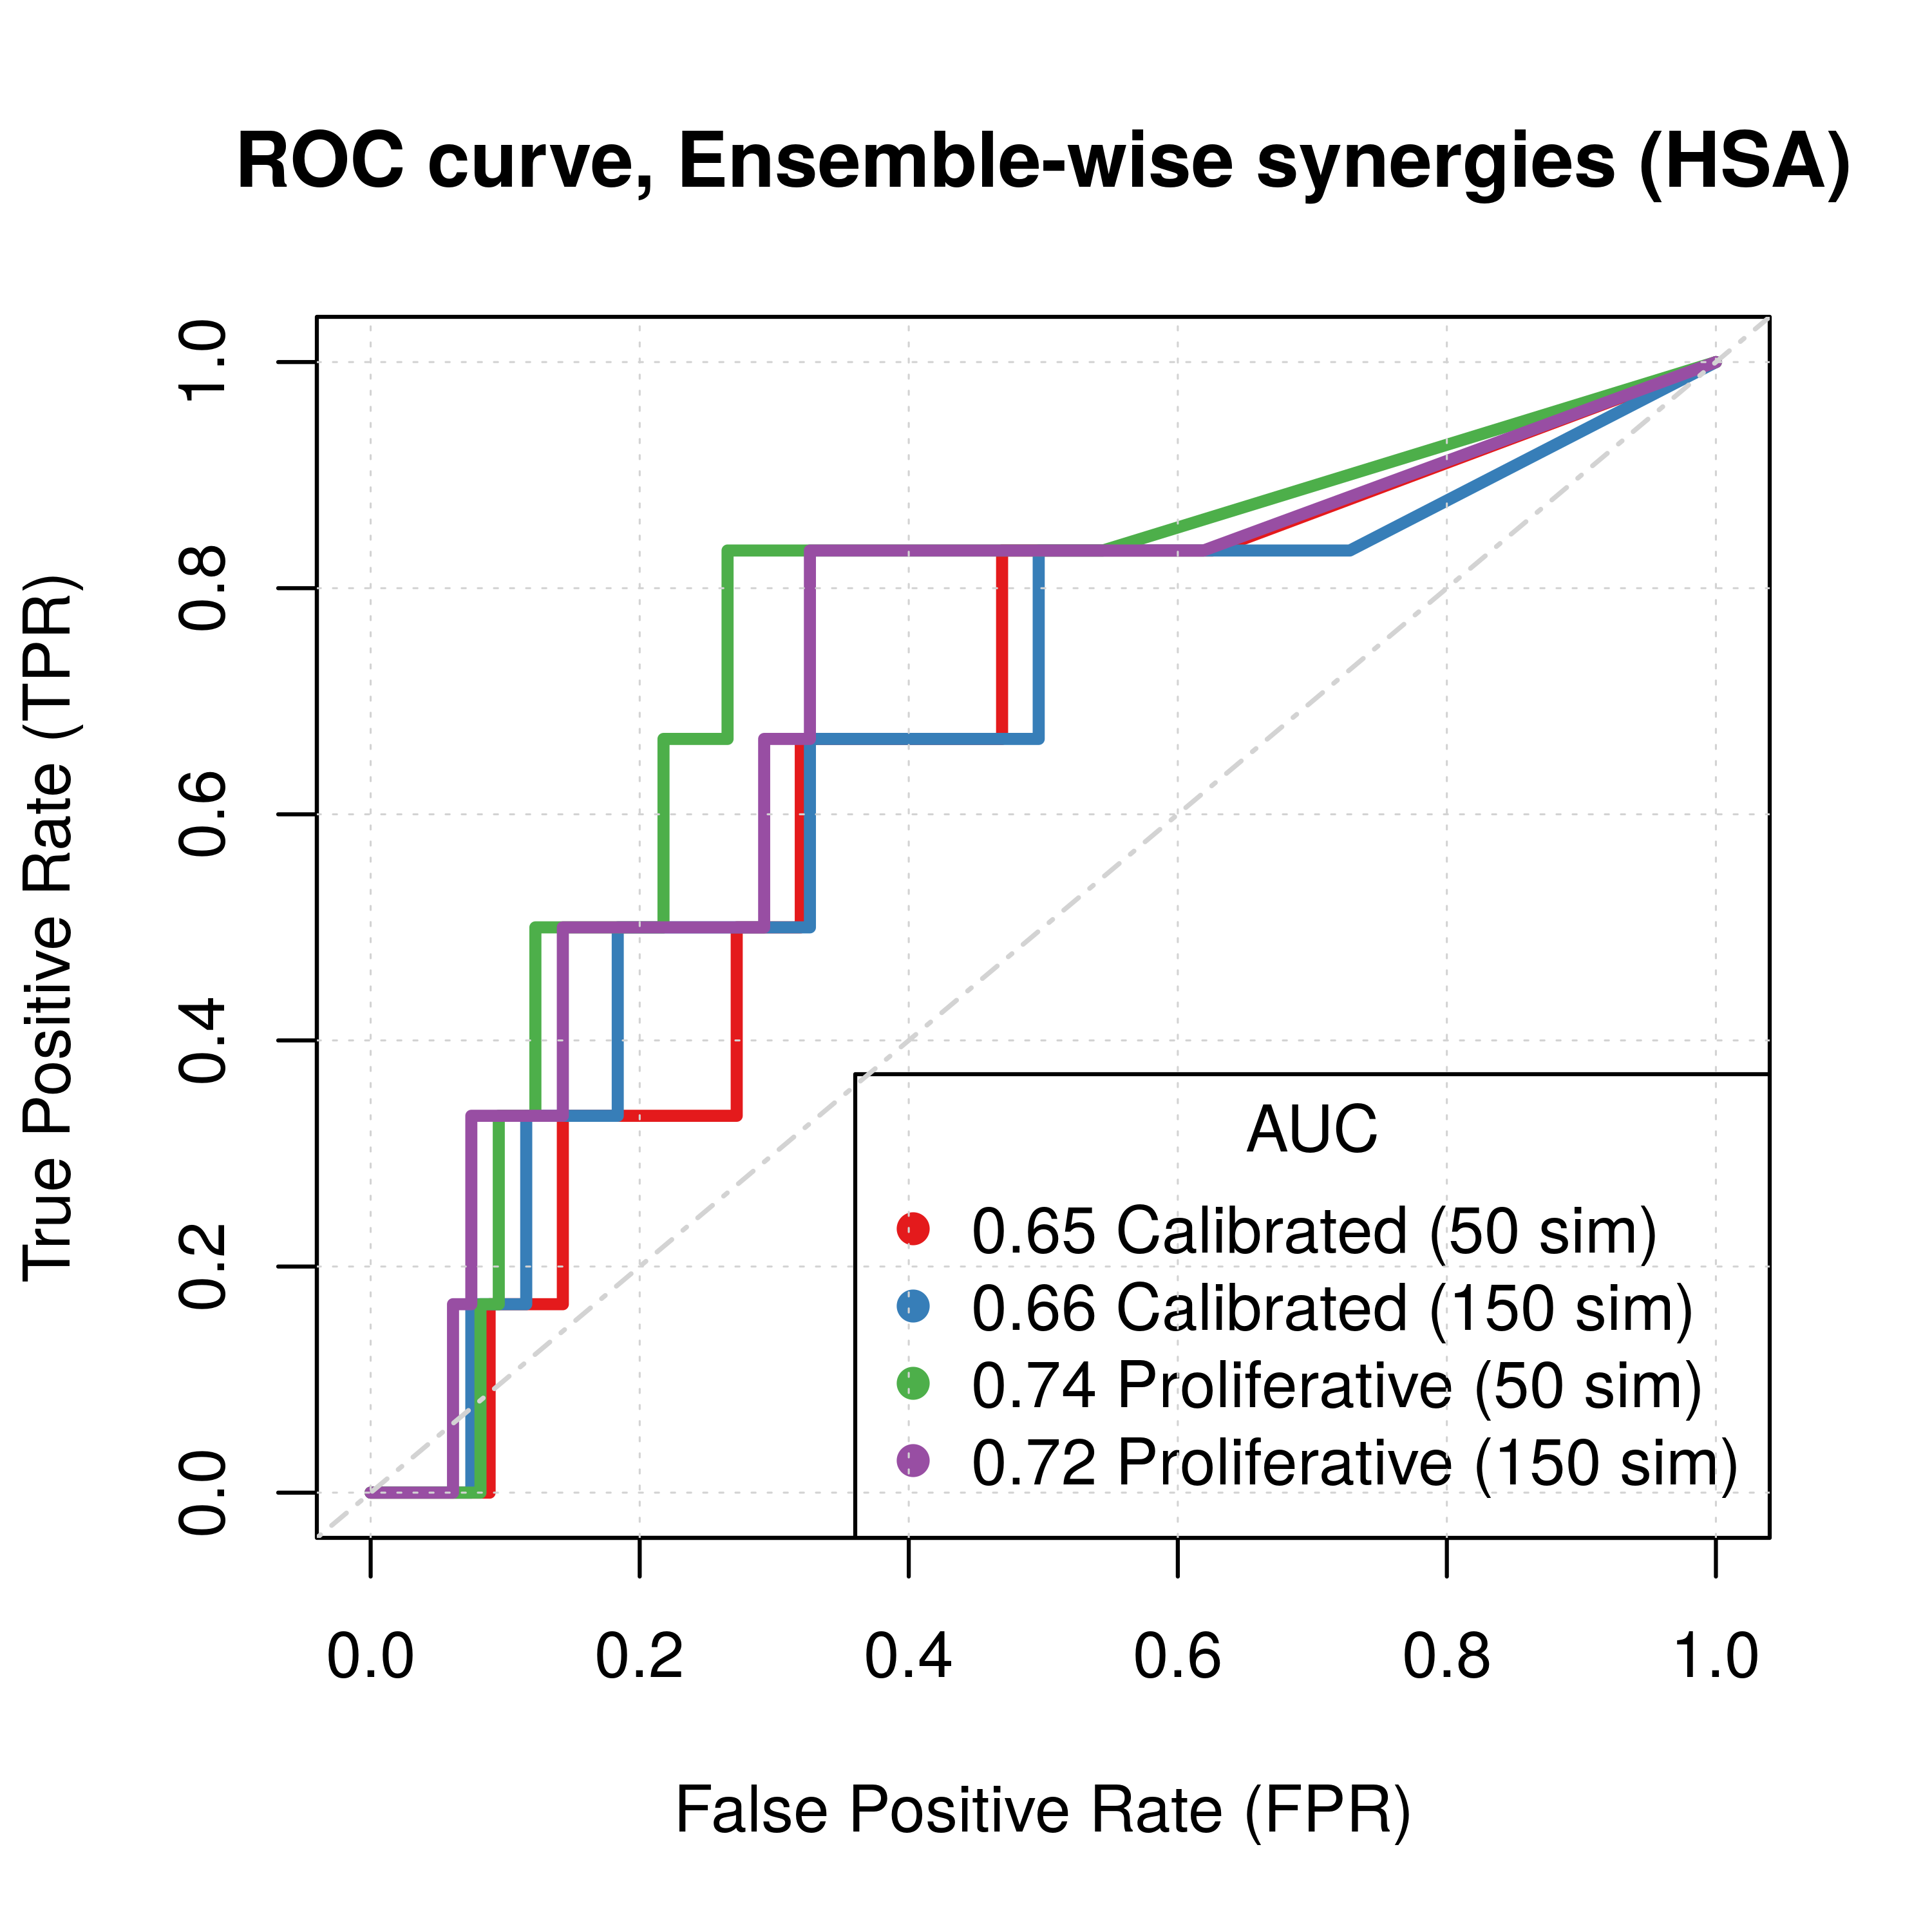 ROC curve, Ensemble-wise synergies (HSA)
True Positive Rate (TPR)
1.0
0.8
0.6
0.4
0.2
0.0
AUC
0.65 Calibrated (50 sim)
0.66 Calibrated (150 sim)
0.74 Proliferative (50 sim)
0.72 Proliferative (150 sim)
0.0 0.2 0.4 0.6 0.8 1.0
False Positive Rate (FPR)